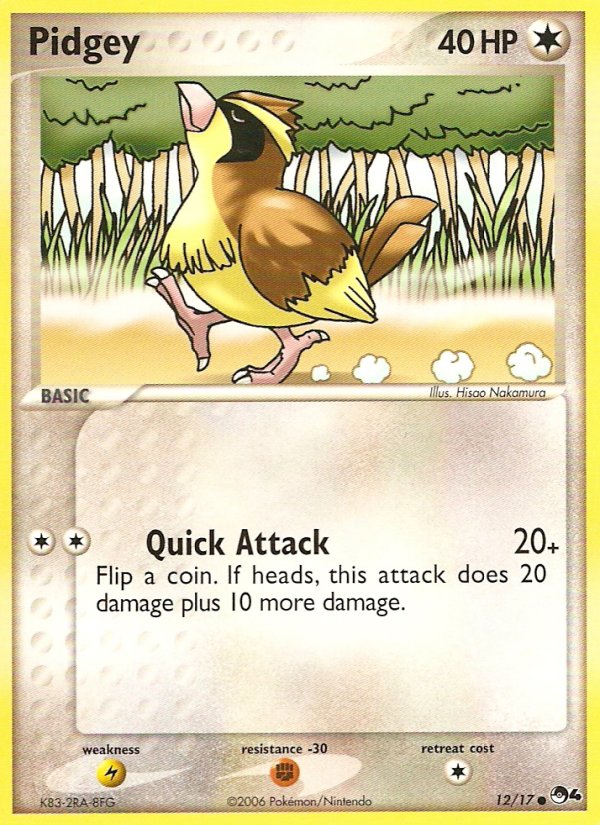 Pidgey 40 HP
BASIC
Illus. Hisao Nakamura
Quick Attack 20+
Flip a coin. If heads, this attack does 20
damage plus 10 more damage.
weakness resistance -30 retreat cost
K83-2RA-8FG ©2006 Pokémon/Nintendo 12/17 4